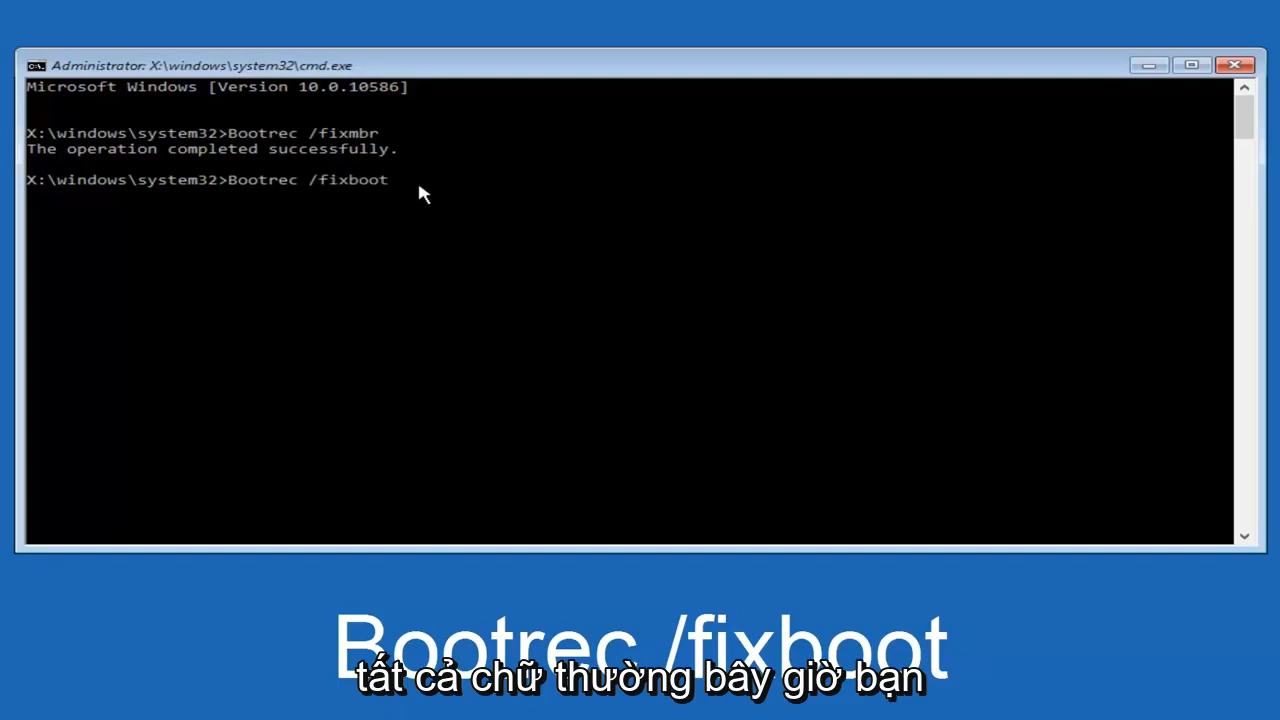 Administrator: X:\windows\system32\cmd.exe
Microsoft Windows [Version 10.0.10586]
X:\windows\system32>Bootrec /fixmbr
The operation completed successfully.
X:\windows\system32>Bootrec /fixboot
Bootrec /fixboot
tất cả chữ thường bây giờ bạn